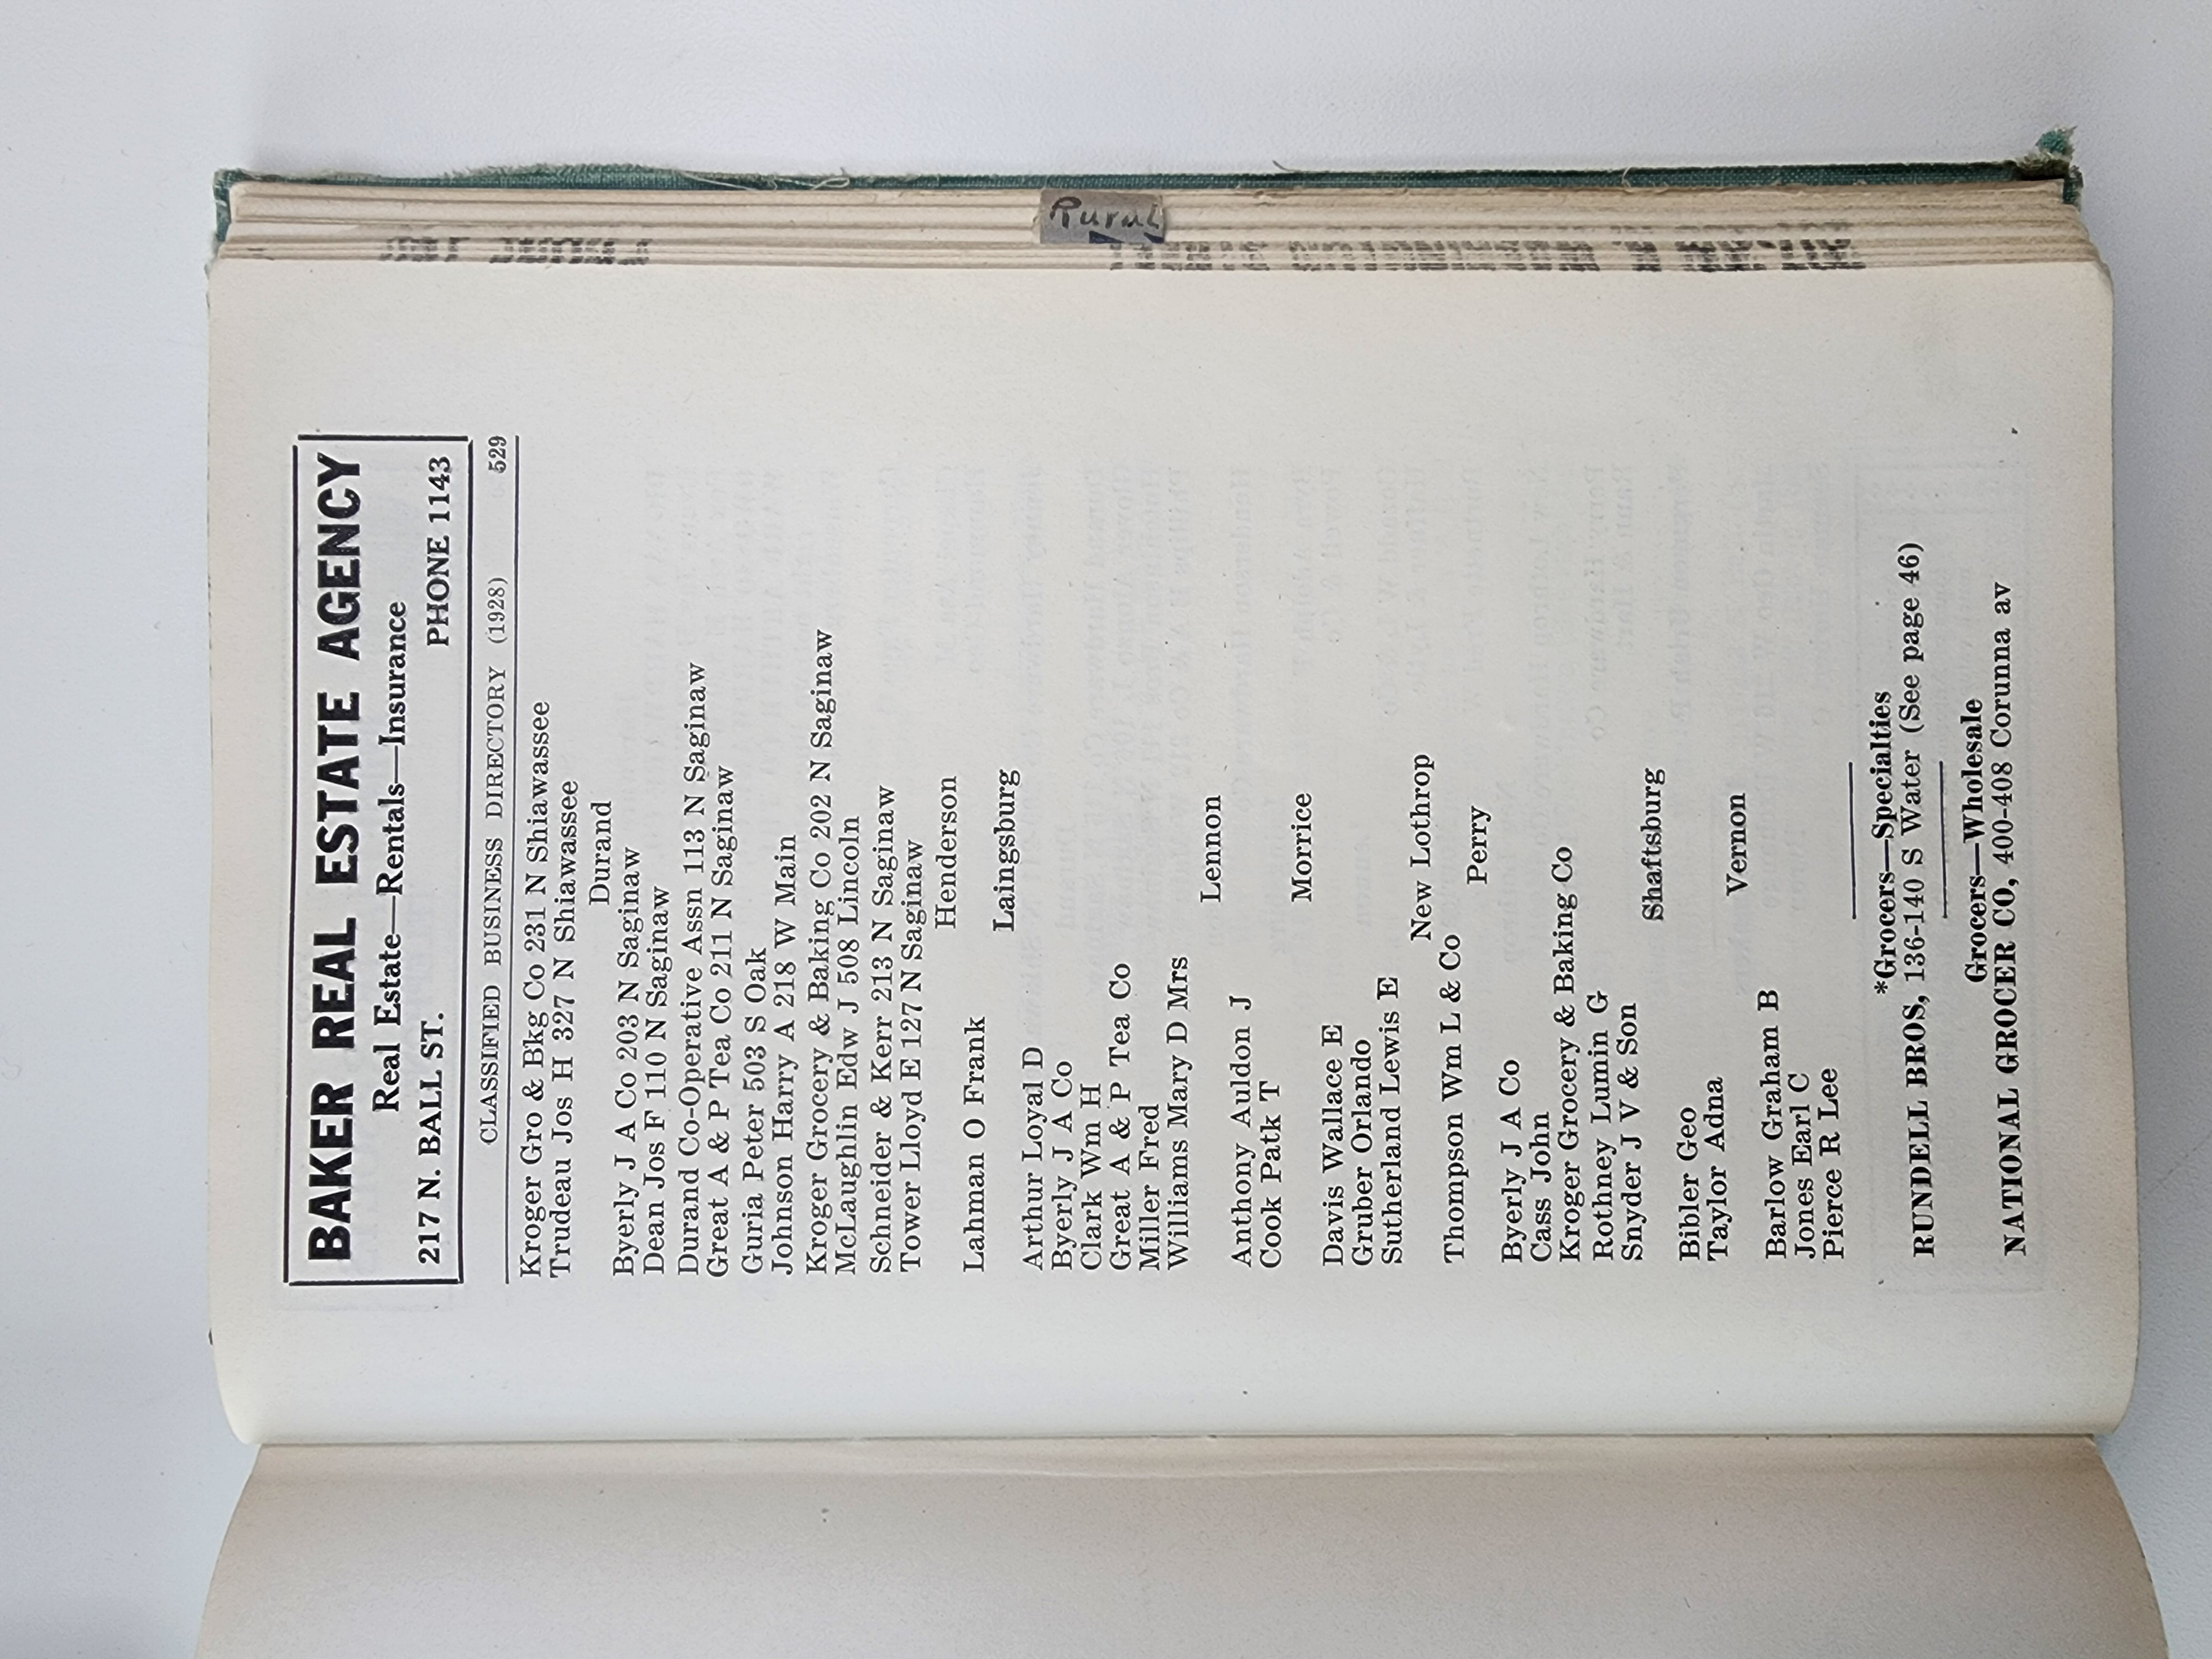 BAKER REAL ESTATE AGENCY
Real Estate—Rentals—Insurance
217 N. BALL ST. PHONE 1143
CLASSIFIED BUSINESS DIRECTORY (1928) 529
Kroger Gro & Bkg Co 231 N Shiawassee
Trudeau Jos H 327 N Shiawassee
Durand
Byerly J A Co 203 N Saginaw
Dean Jos F 110 N Saginaw
Durand Co-Operative Assn 113 N Saginaw
Great A & P Tea Co 211 N Saginaw
Guria Peter 503 S Oak
Johnson Harry A 218 W Main
Kroger Grocery & Baking Co 202 N Saginaw
McLaughlin Edw J 508 Lincoln
Schneider & Kerr 213 N Saginaw
Tower Lloyd E 127 N Saginaw
Henderson
Lahman O Frank
Laingsburg
Arthur Loyal D
Byerly J A Co
Clark Wm H
Great A & P Tea Co
Miller Fred
Williams Mary D Mrs
Lennon
Anthony Auldon J
Cook Patk T
Morrice
Davis Wallace E
Gruber Orlando
Sutherland Lewis E
New Lothrop
Thompson Wm L & Co
Perry
Byerly J A Co
Cass John
Kroger Grocery & Baking Co
Rothney Lumin G
Snyder J V & Son
Shaftsburg
Bibler Geo
Taylor Adna
Vernon
Barlow Graham B
Jones Earl C
Pierce R Lee
*Grocers—Specialties
RUNDELL BROS, 136-140 S Water (See page 46)
Grocers—Wholesale
NATIONAL GROCER CO, 400-408 Corunna av
Rural